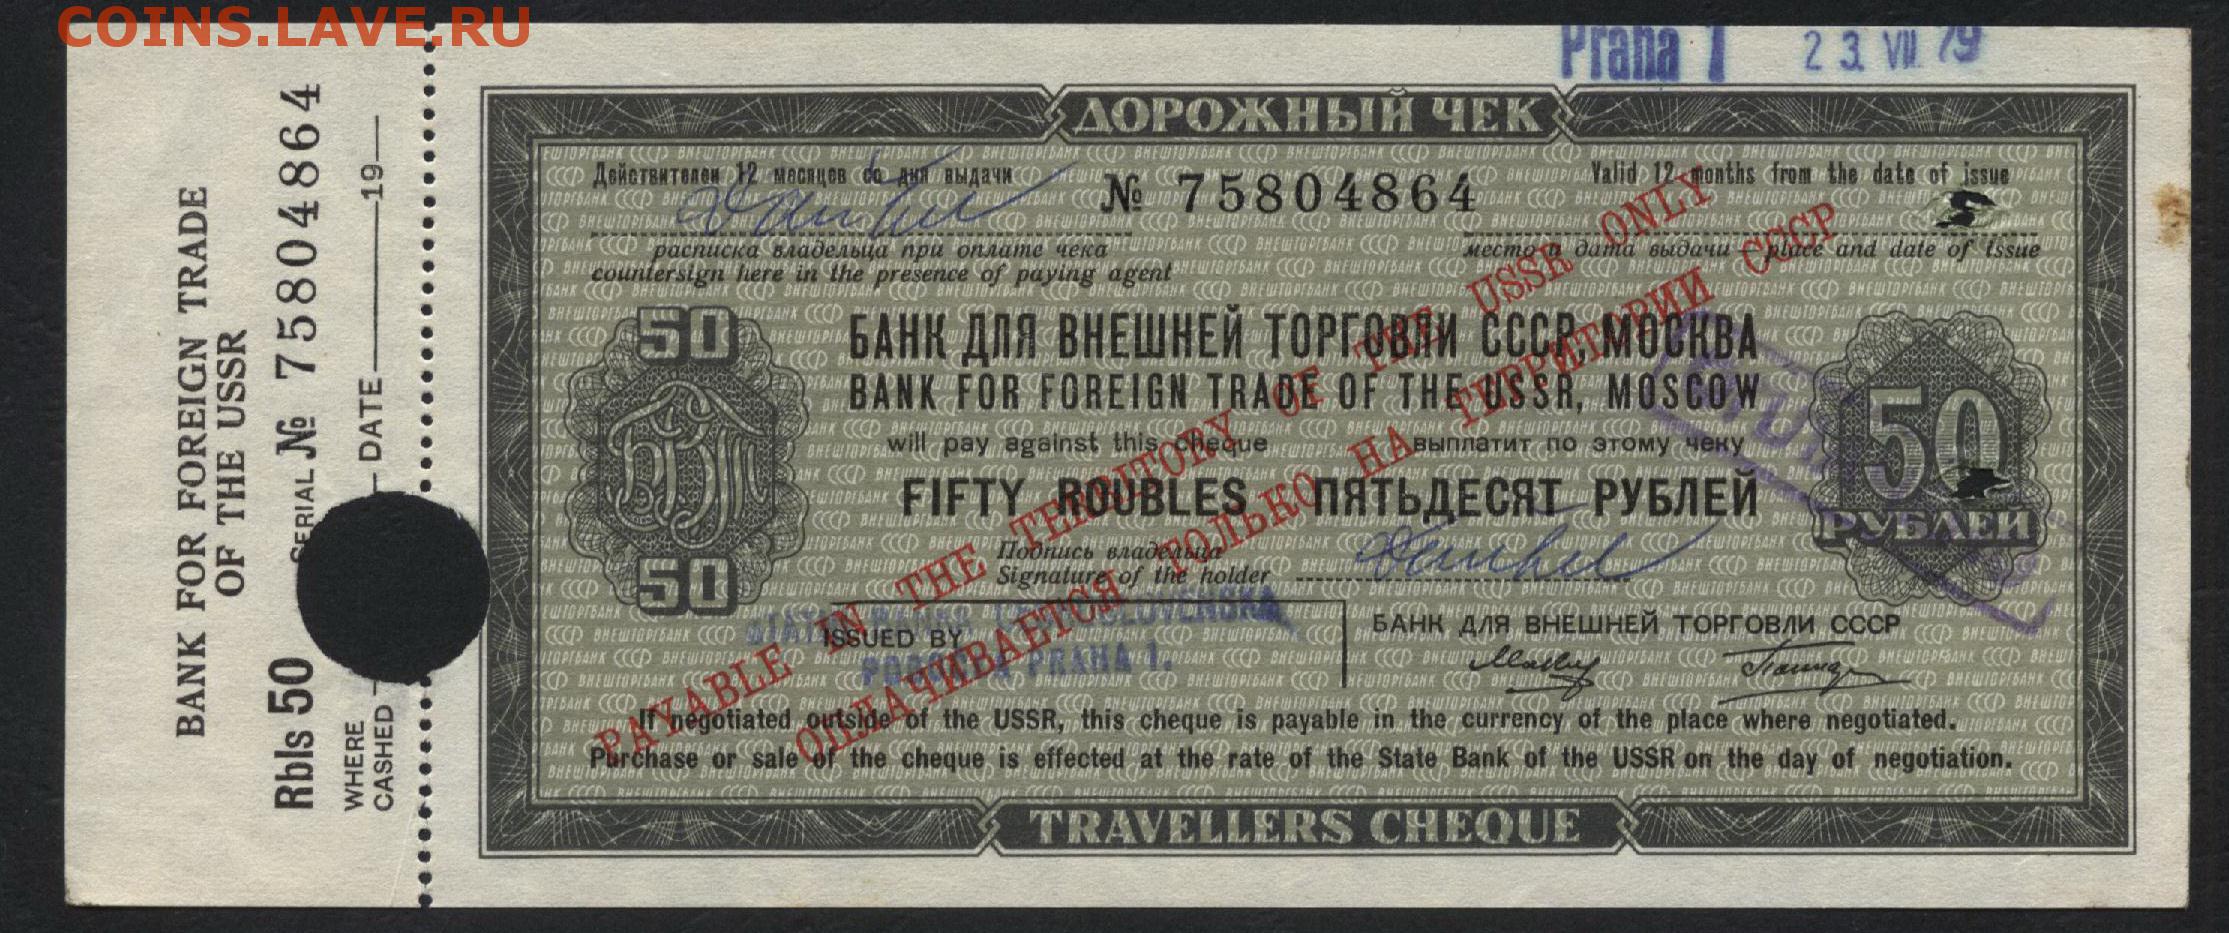 COINS.LAVE.RU
BANK FOR FOREIGN TRADE
OF THE USSR
Rbls 50 SERIAL № 75804864
WHERE
CASHED
DATE 19
Praha 1 23. VII. 79
ДОРОЖНЫЙ ЧЕК
Действителен 12 месяцев со дня выдачи
№ 75804864
Valid 12 months from the date of issue
расписка владельца при оплате чека
countersign here in the presence of paying agent
место и дата выдачи place and date of issue
PAYABLE IN THE TERRITORY OF THE USSR ONLY
ОПЛАЧИВАЕТСЯ ТОЛЬКО НА ТЕРРИТОРИИ СССР
50
БАНК ДЛЯ ВНЕШНЕЙ ТОРГОВЛИ СССР, МОСКВА
BANK FOR FOREIGN TRADE OF THE USSR, MOSCOW
will pay against this cheque выплатит по этому чеку
FIFTY ROUBLES ПЯТЬДЕСЯТ РУБЛЕЙ
50
РУБЛЕЙ
50
Подпись владельца
Signature of the holder
ISSUED BY
POBOČKA PRAHA 1.
БАНК ДЛЯ ВНЕШНЕЙ ТОРГОВЛИ СССР
If negotiated outside of the USSR, this cheque is payable in the currency of the place where negotiated.
Purchase or sale of the cheque is effected at the rate of the State Bank of the USSR on the day of negotiation.
TRAVELLERS CHEQUE
ВНЕШТОРГБАНК СССР